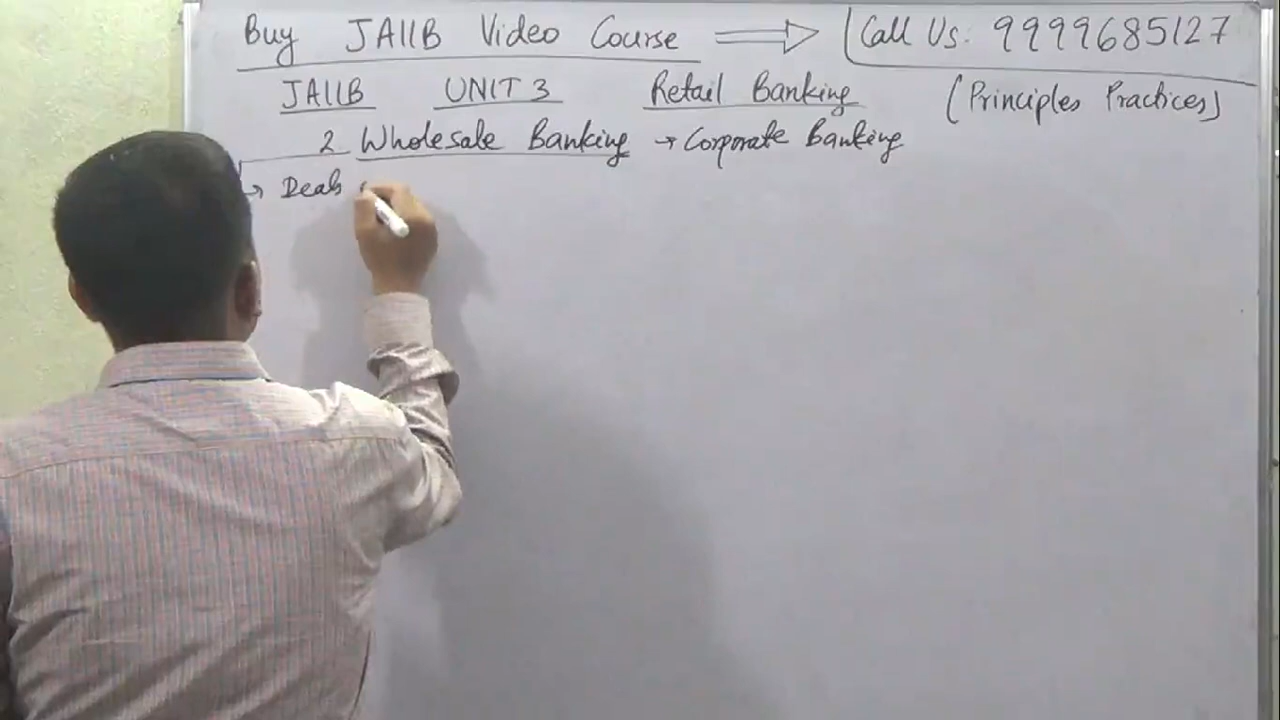 Buy JAIIB Video Course ⇒ Call Us: 9999685127
JAIIB UNIT 3 Retail Banking (Principles Practices)
2 Wholesale Banking → Corporate Banking
→ Deals